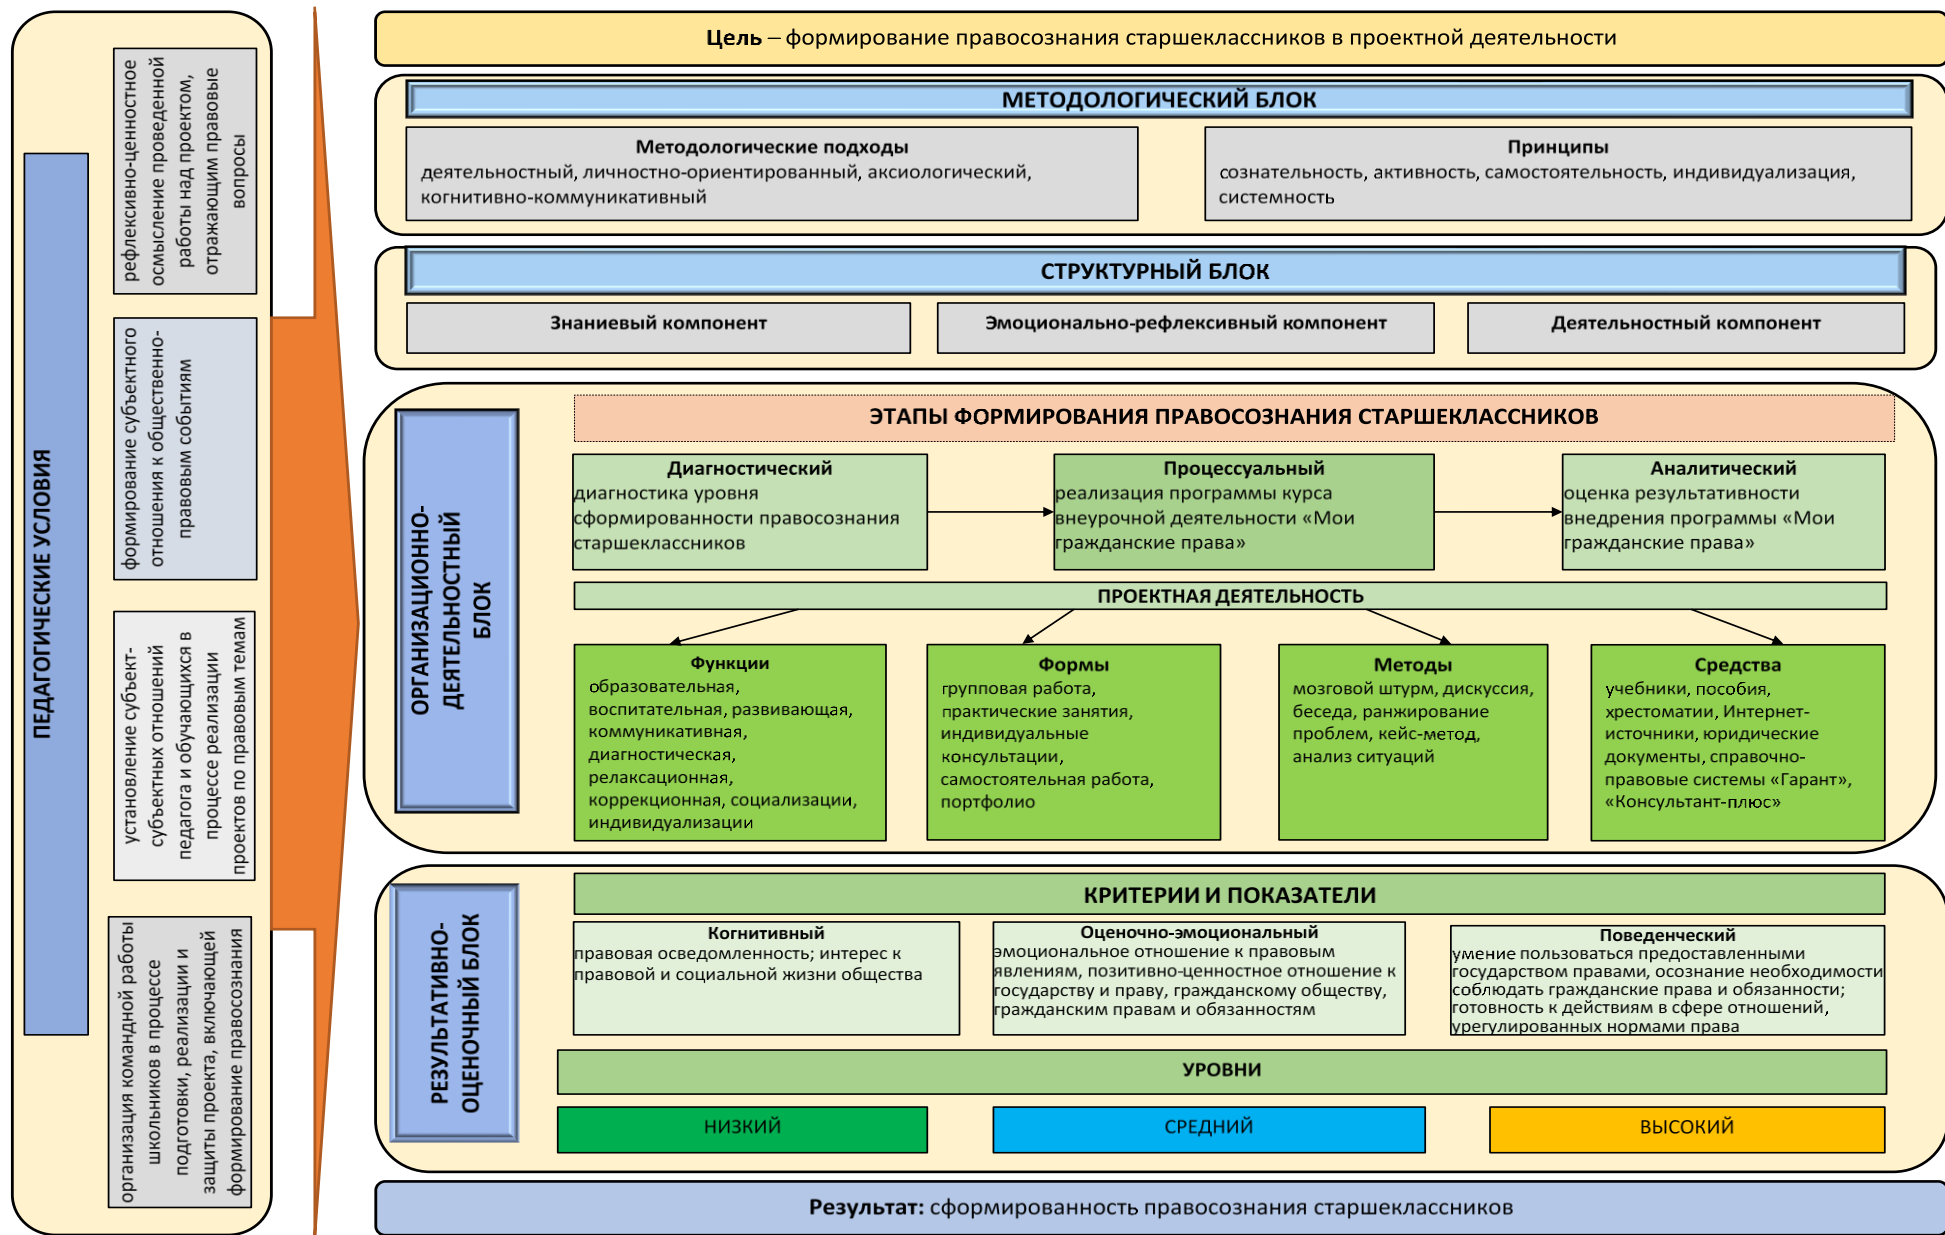 ПЕДАГОГИЧЕСКИЕ УСЛОВИЯ
рефлексивно-ценностное
осмысление проведенной
работы над проектом,
отражающим правовые
вопросы
формирование субъектного
отношения к общественно-
правовым событиям
установление субъект-
субъектных отношений
педагога и обучающихся в
процессе реализации
проектов по правовым темам
организация командной работы
школьников в процессе
подготовки, реализации и
защиты проекта, включающей
формирование правосознания
Цель – формирование правосознания старшеклассников в проектной деятельности
МЕТОДОЛОГИЧЕСКИЙ БЛОК
Методологические подходы
деятельностный, личностно-ориентированный, аксиологический,
когнитивно-коммуникативный
Принципы
сознательность, активность, самостоятельность, индивидуализация,
системность
СТРУКТУРНЫЙ БЛОК
Знаниевый компонент
Эмоционально-рефлексивный компонент
Деятельностный компонент
ОРГАНИЗАЦИОННО-
ДЕЯТЕЛЬНОСТНЫЙ
БЛОК
ЭТАПЫ ФОРМИРОВАНИЯ ПРАВОСОЗНАНИЯ СТАРШЕКЛАССНИКОВ
Диагностический
диагностика уровня
сформированности правосознания
старшеклассников
Процессуальный
реализация программы курса
внеурочной деятельности «Мои
гражданские права»
Аналитический
оценка результативности
внедрения программы «Мои
гражданские права»
ПРОЕКТНАЯ ДЕЯТЕЛЬНОСТЬ
Функции
образовательная,
воспитательная, развивающая,
коммуникативная,
диагностическая,
релаксационная,
коррекционная, социализации,
индивидуализации
Формы
групповая работа,
практические занятия,
индивидуальные
консультации,
самостоятельная работа,
портфолио
Методы
мозговой штурм, дискуссия,
беседа, ранжирование
проблем, кейс-метод,
анализ ситуаций
Средства
учебники, пособия,
хрестоматии, Интернет-
источники, юридические
документы, справочно-
правовые системы «Гарант»,
«Консультант-плюс»
РЕЗУЛЬТАТИВНО-
ОЦЕНОЧНЫЙ БЛОК
КРИТЕРИИ И ПОКАЗАТЕЛИ
Когнитивный
правовая осведомленность; интерес к
правовой и социальной жизни общества
Оценочно-эмоциональный
эмоциональное отношение к правовым
явлениям, позитивно-ценностное отношение к
государству и праву, гражданскому обществу,
гражданским правам и обязанностям
Поведенческий
умение пользоваться предоставленными
государством правами, осознание необходимости
соблюдать гражданские права и обязанности;
готовность к действиям в сфере отношений,
урегулированных нормами права
УРОВНИ
НИЗКИЙ
СРЕДНИЙ
ВЫСОКИЙ
Результат: сформированность правосознания старшеклассников